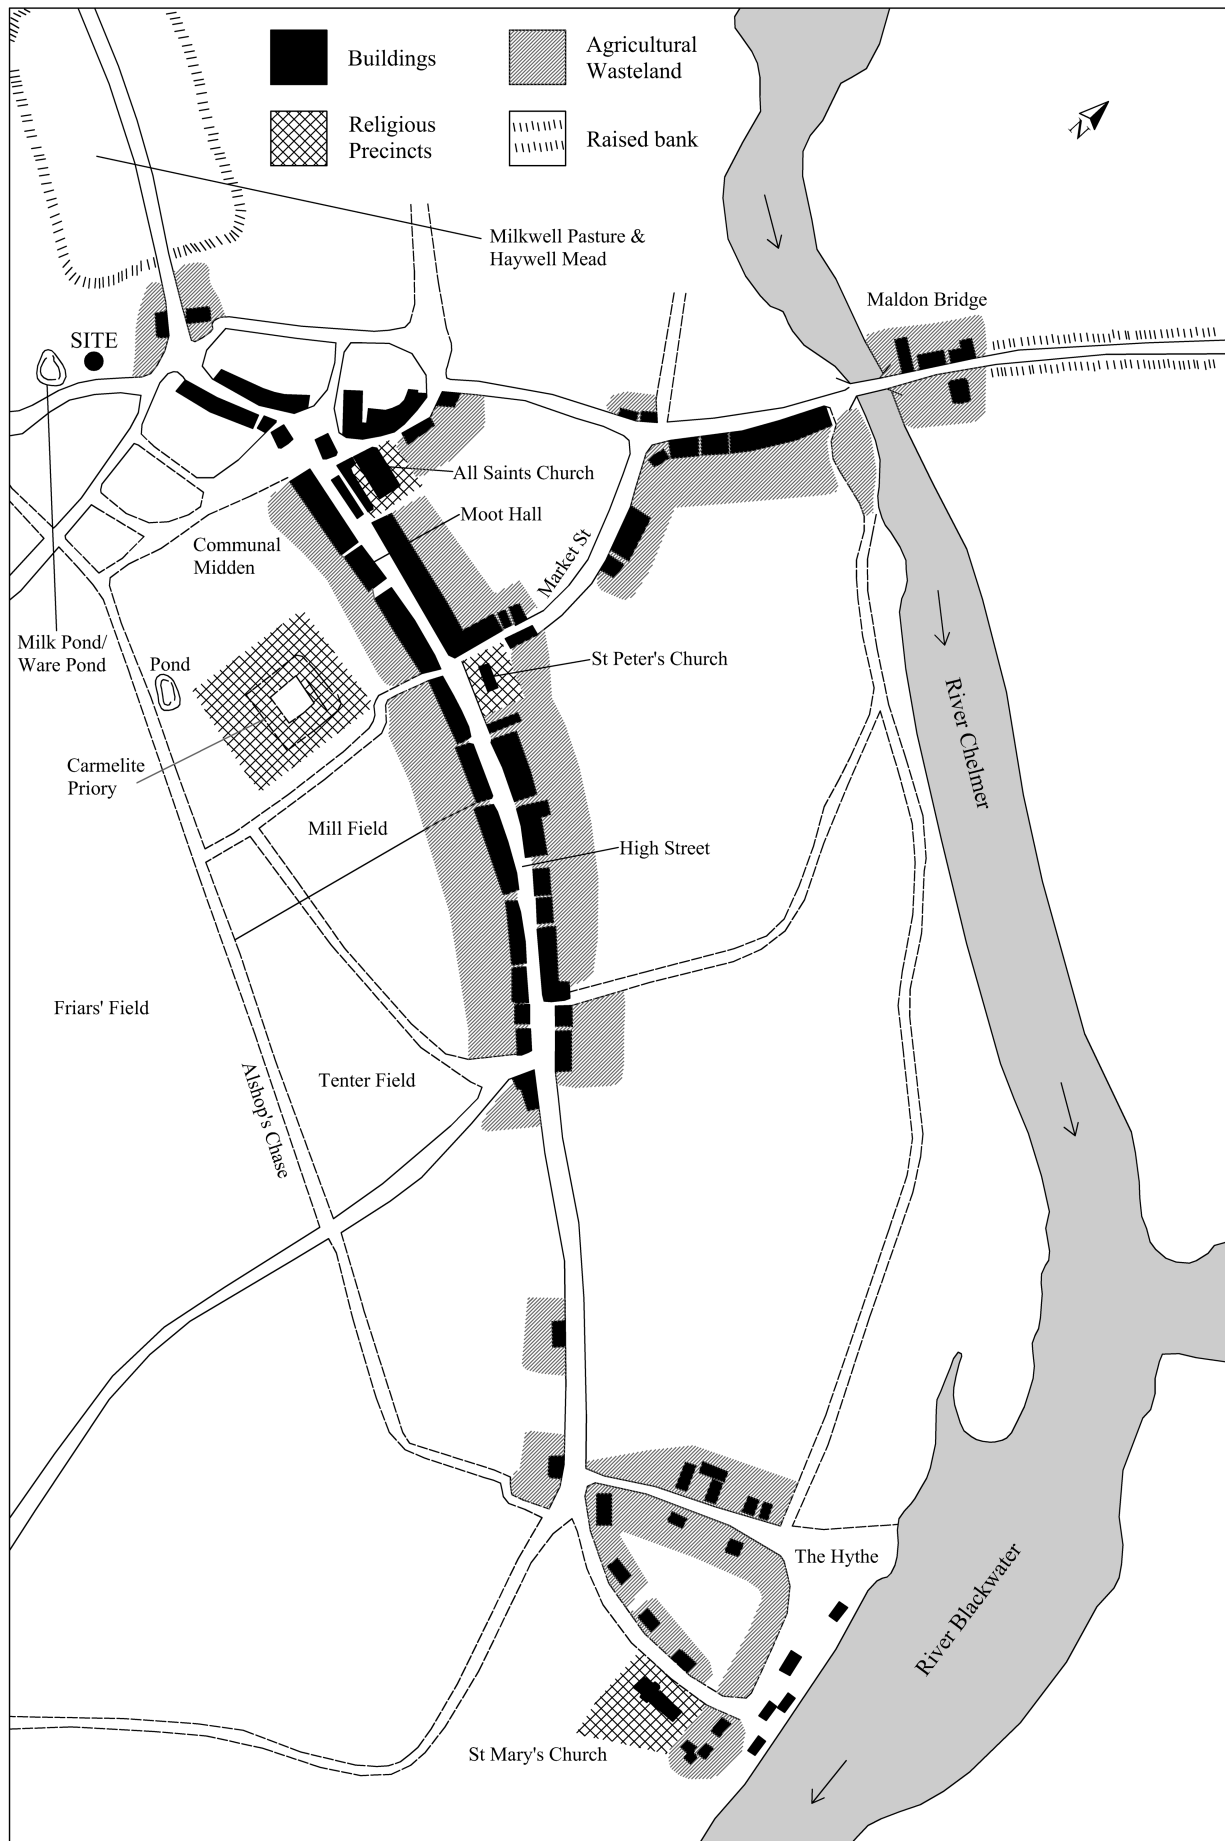 Buildings
Agricultural
Wasteland
Religious
Precincts
Raised bank
N
Milkwell Pasture &
Haywell Mead
Maldon Bridge
SITE
All Saints Church
Moot Hall
Communal
Midden
Market St
Milk Pond/
Ware Pond
Pond
St Peter's Church
River Chelmer
Carmelite
Priory
Mill Field
High Street
Friars' Field
Tenter Field
Alshop's Chase
The Hythe
River Blackwater
St Mary's Church